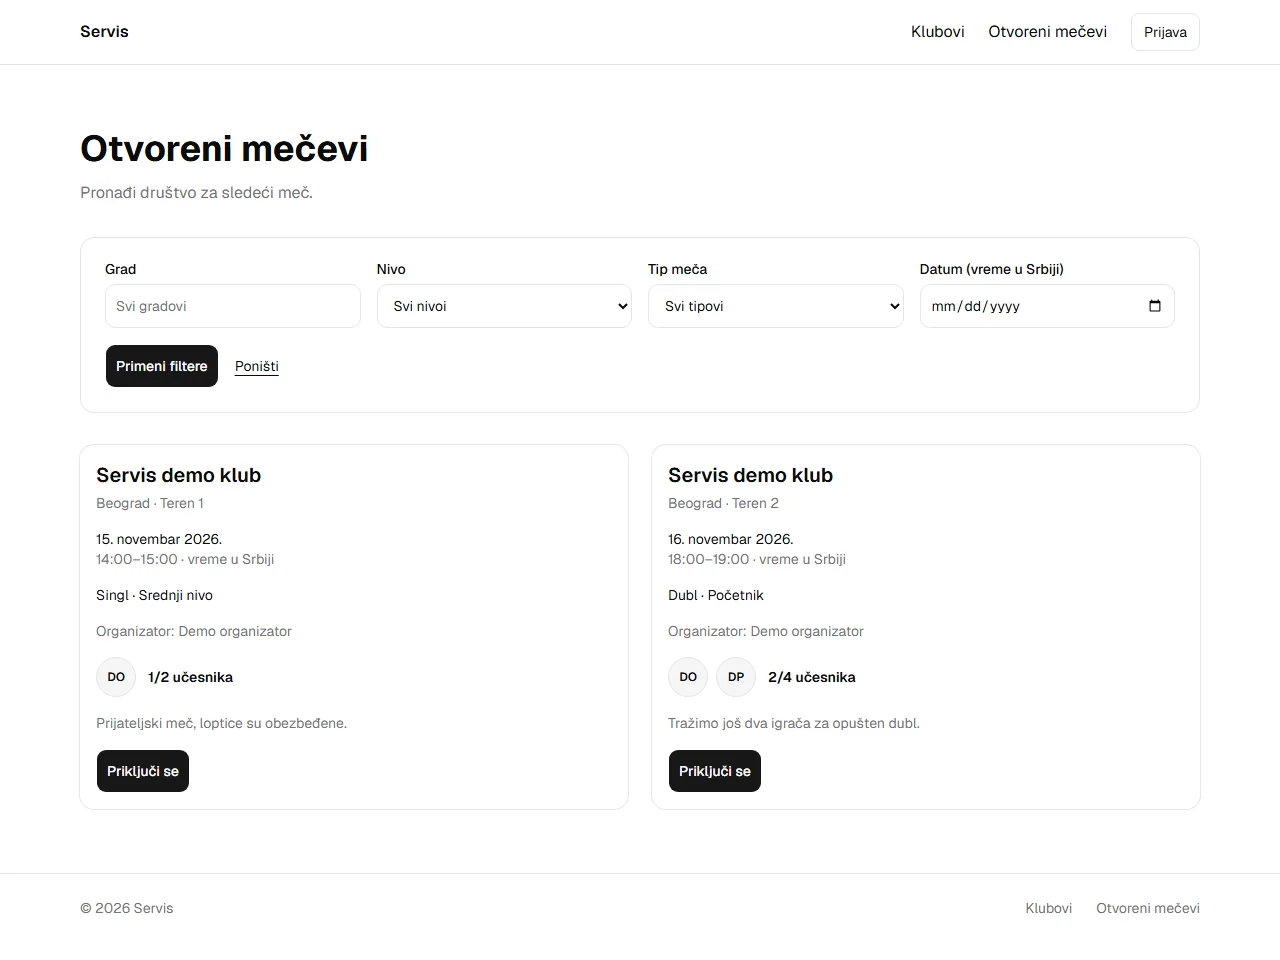 Servis
Klubovi
Otvoreni mečevi
Prijava
Otvoreni mečevi
Pronađi društvo za sledeći meč.
Grad
Nivo
Tip meča
Datum (vreme u Srbiji)
Svi gradovi
Svi nivoi
Svi tipovi
mm/dd/yyyy
Primeni filtere
Poništi
Servis demo klub
Beograd · Teren 1
15. novembar 2026.
14:00–15:00 · vreme u Srbiji
Singl · Srednji nivo
Organizator: Demo organizator
DO
1/2 učesnika
Prijateljski meč, loptice su obezbeđene.
Priključi se
Servis demo klub
Beograd · Teren 2
16. novembar 2026.
18:00–19:00 · vreme u Srbiji
Dubl · Početnik
Organizator: Demo organizator
DO
DP
2/4 učesnika
Tražimo još dva igrača za opušten dubl.
Priključi se
© 2026 Servis
Klubovi
Otvoreni mečevi